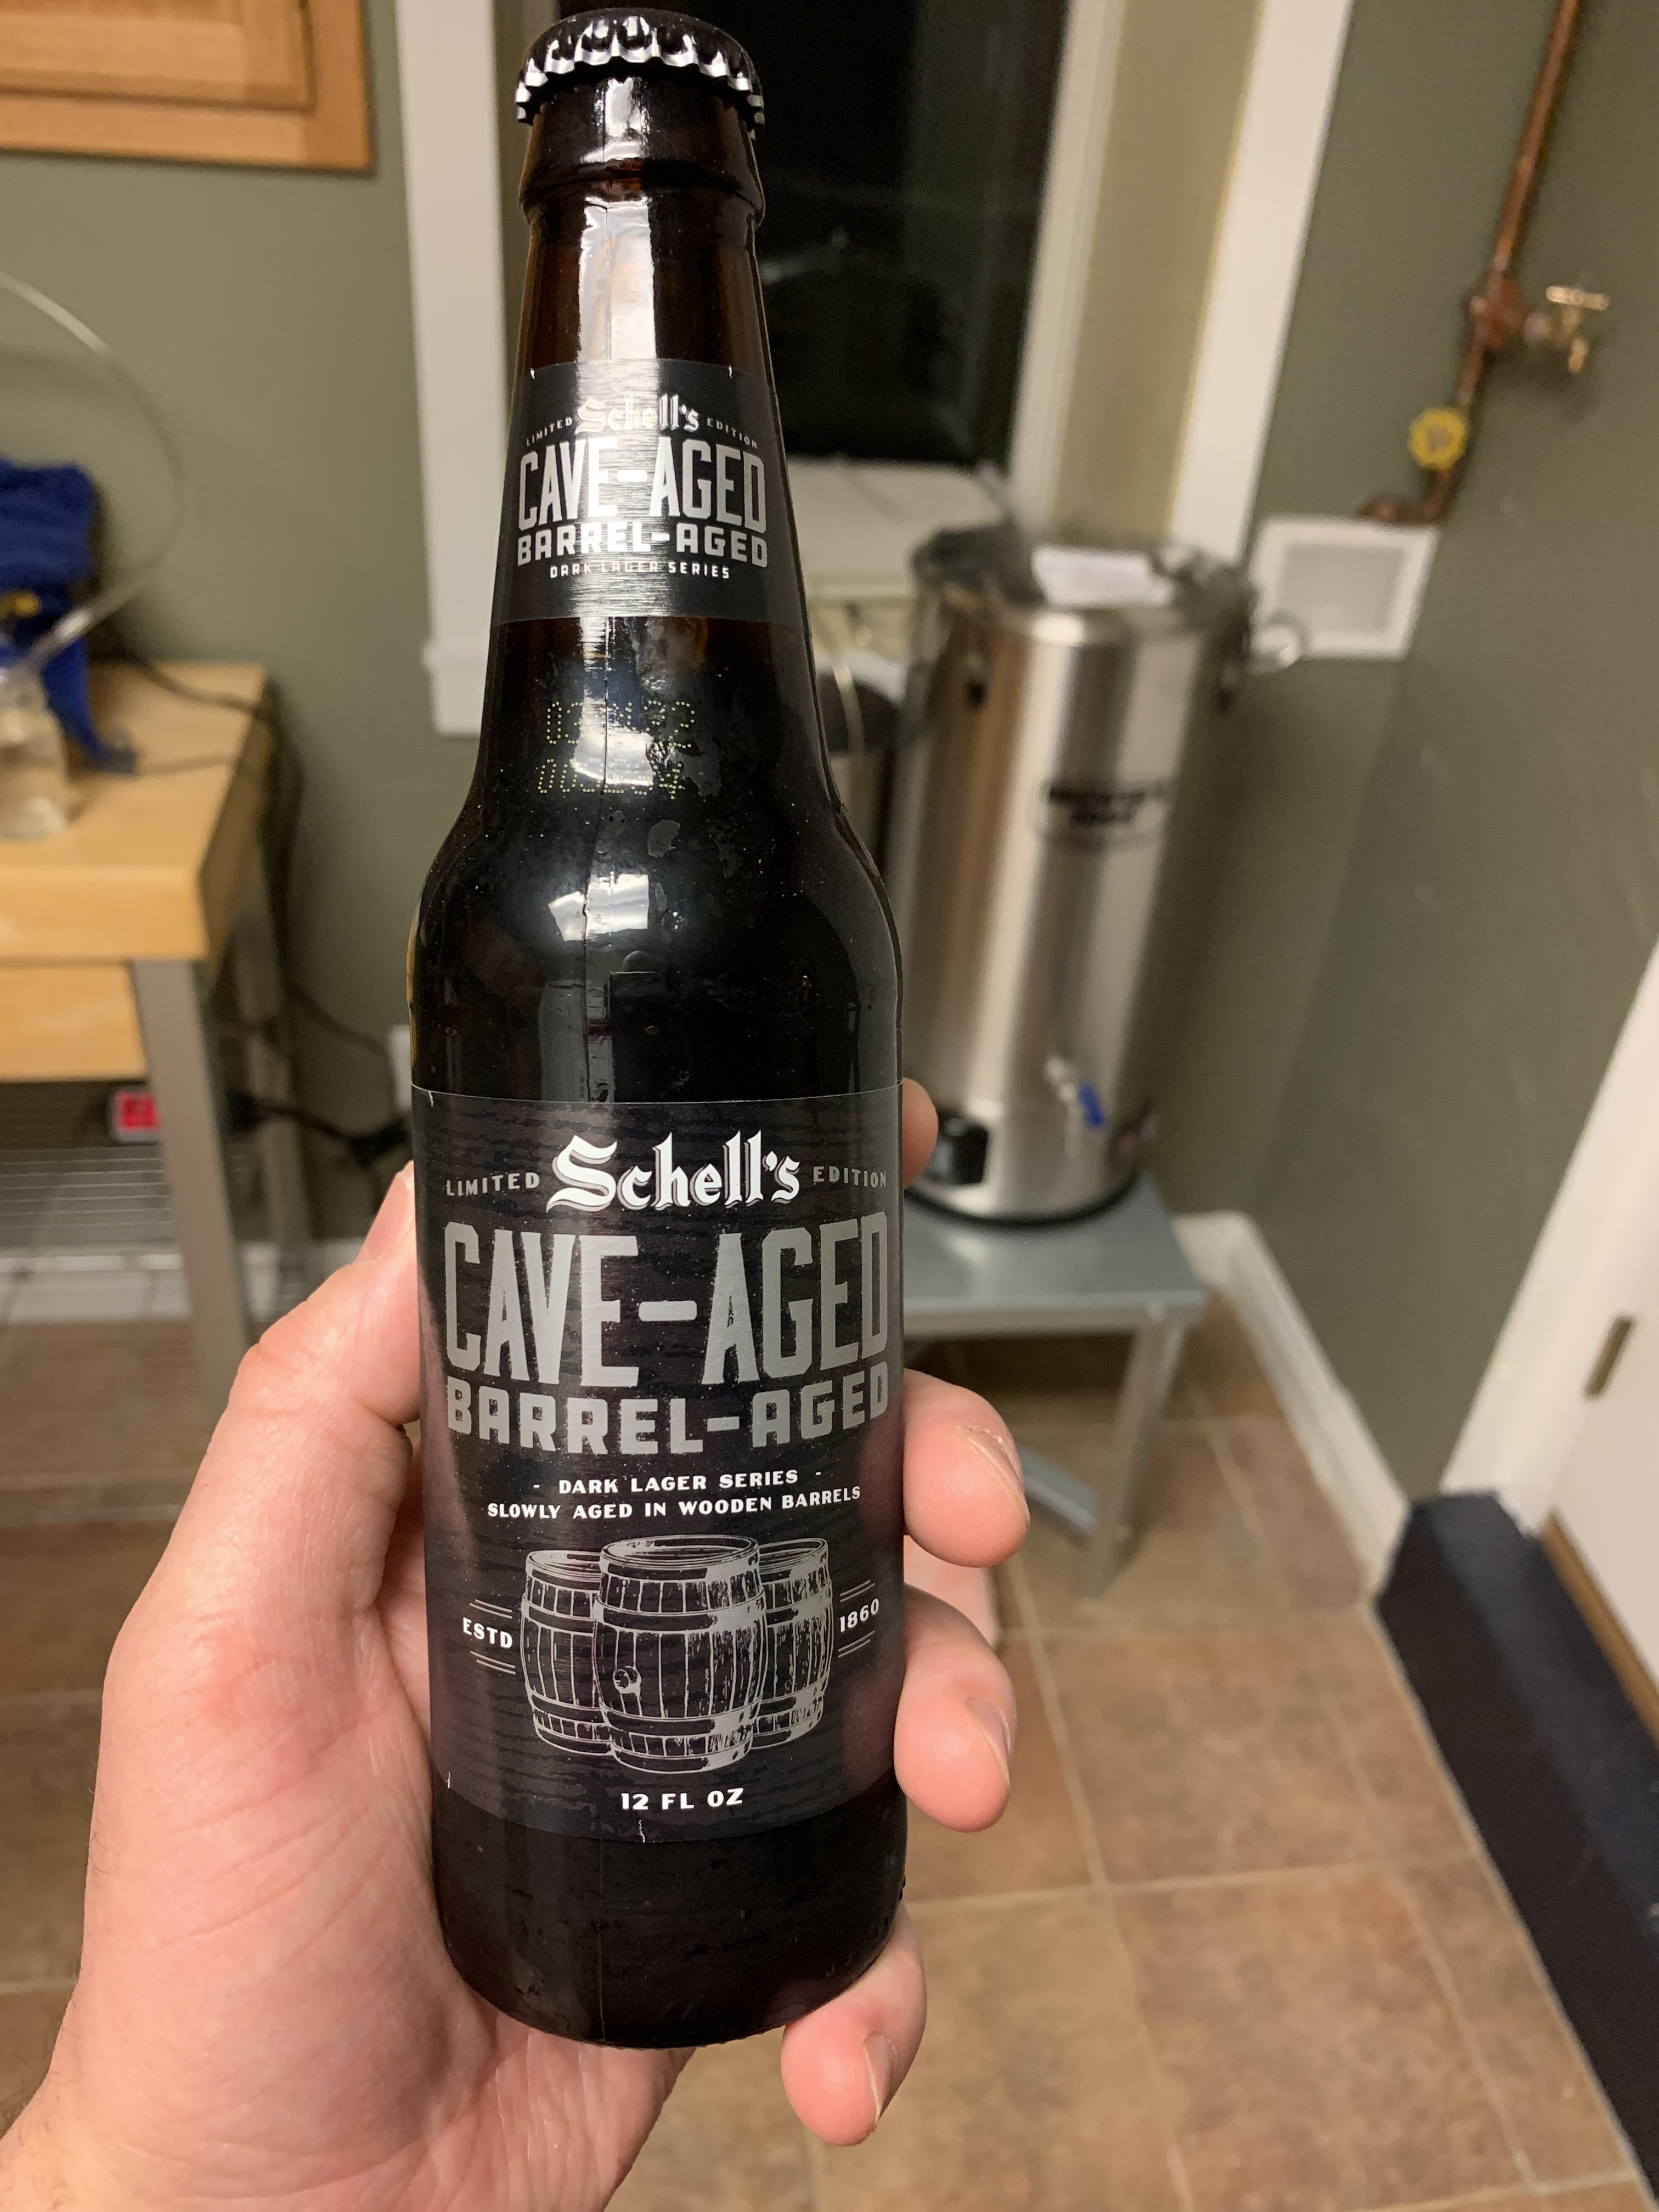 LIMITED Schell's EDITION
CAVE-AGED
BARREL-AGED
DARK LAGER SERIES
LIMITED Schell's EDITION
CAVE-AGED
BARREL-AGED
- DARK LAGER SERIES -
SLOWLY AGED IN WOODEN BARRELS
ESTD 1860
12 FL OZ